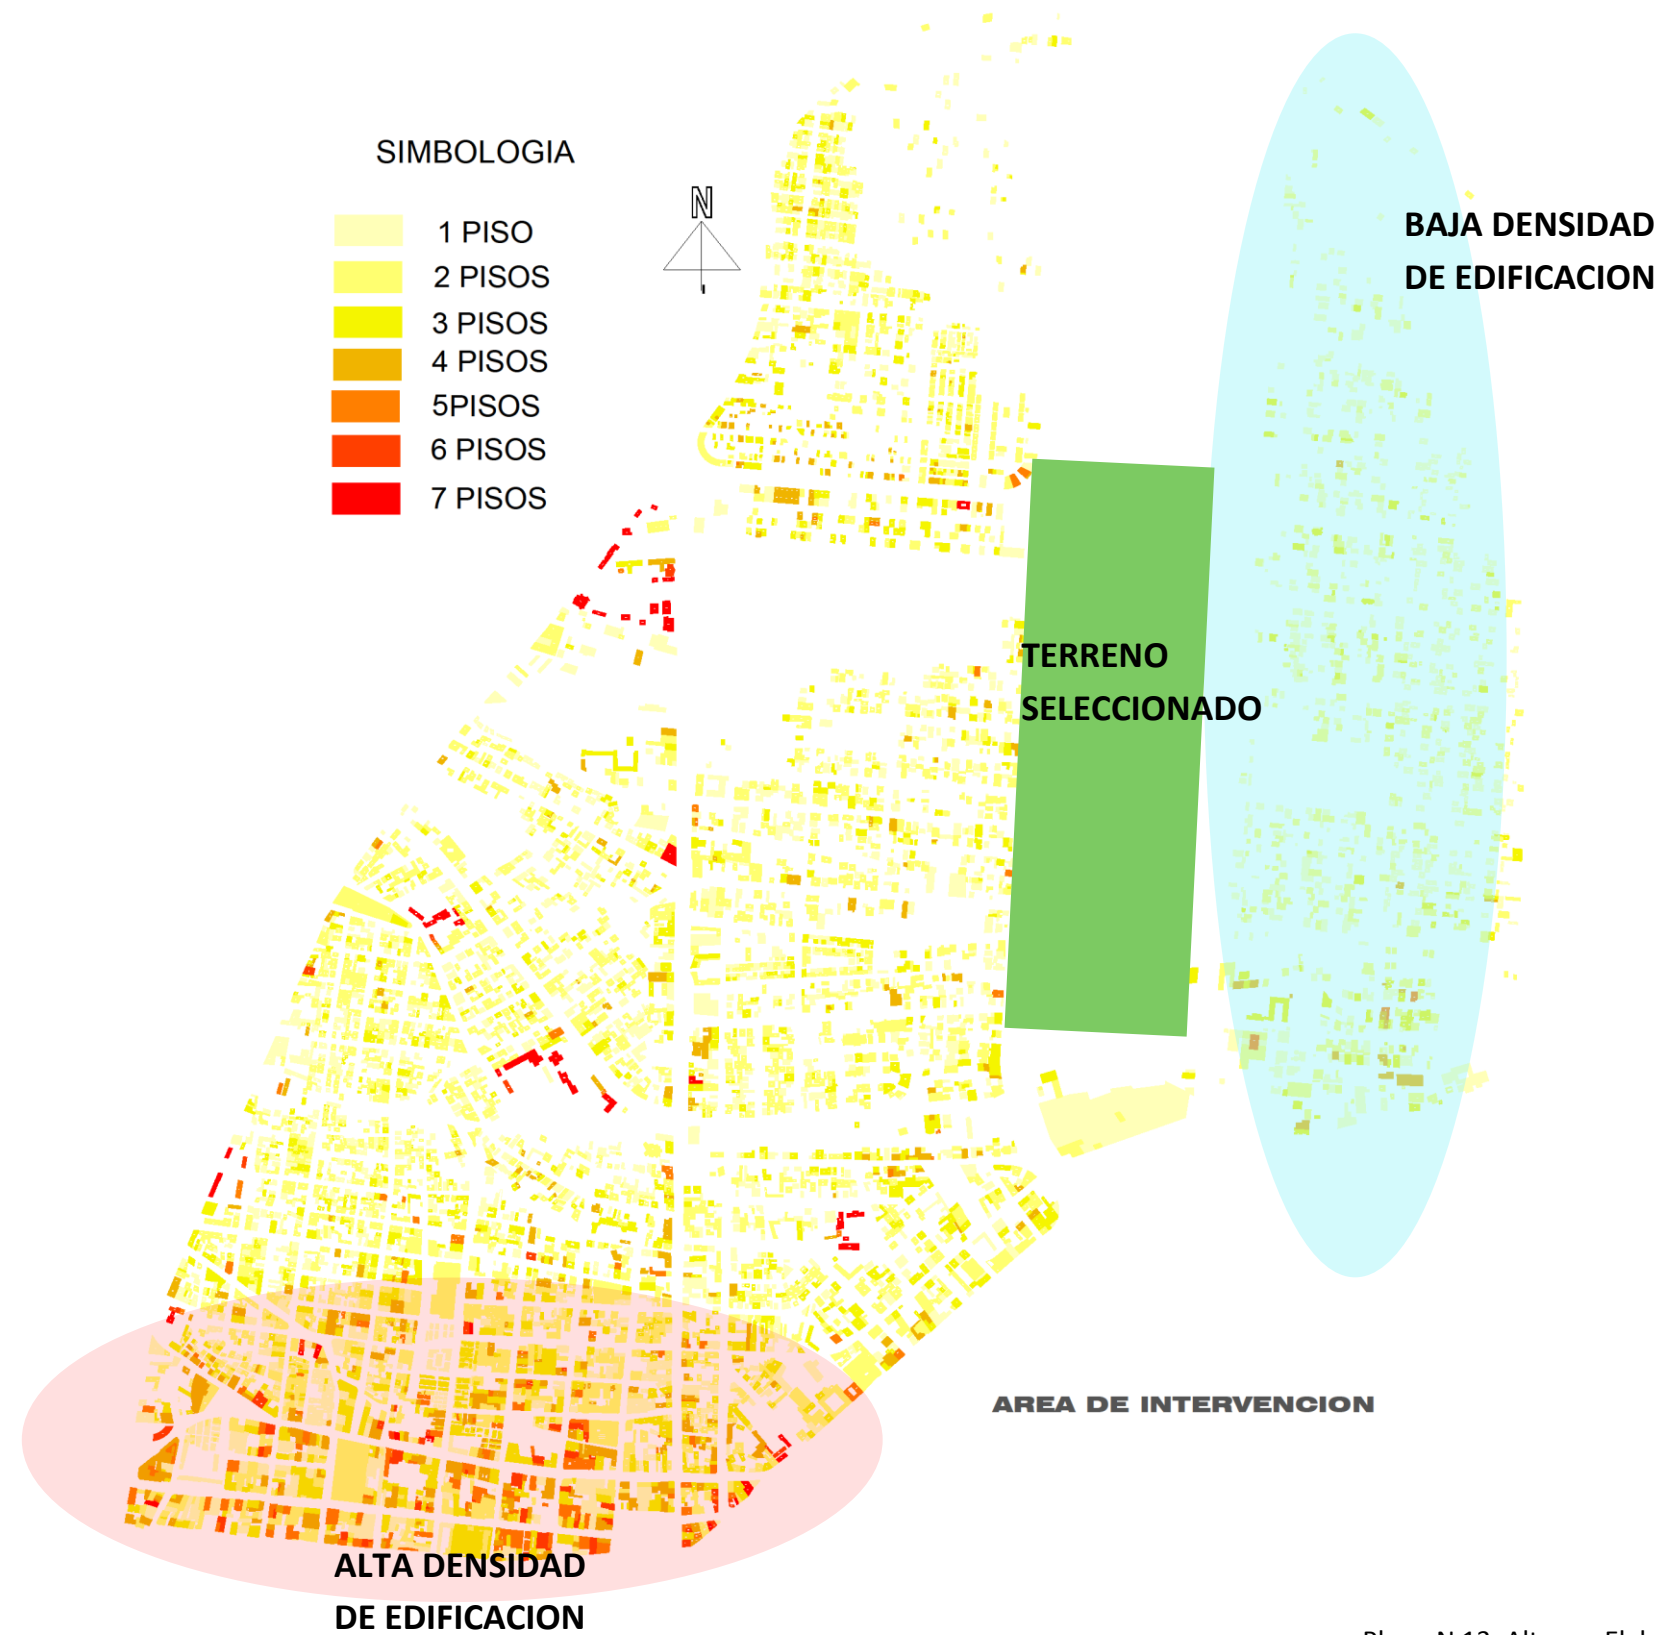 SIMBOLOGIA
N
1 PISO
2 PISOS
3 PISOS
4 PISOS
5PISOS
6 PISOS
7 PISOS
BAJA DENSIDAD
DE EDIFICACION
TERRENO
SELECCIONADO
AREA DE INTERVENCION
ALTA DENSIDAD
DE EDIFICACION